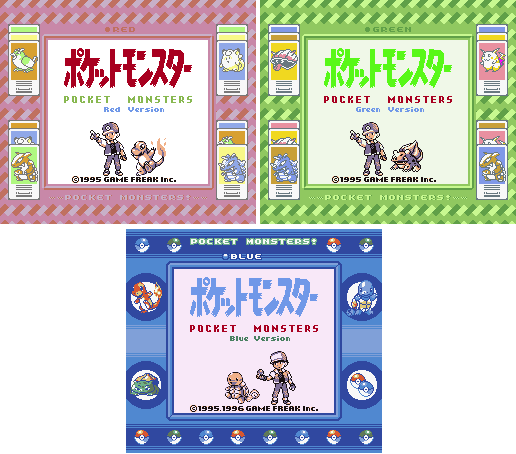 RED
ポケットモンスター
POCKET MONSTERS
Red Version
©1995 GAME FREAK inc.
POCKET MONSTERS!
GREEN
ポケットモンスター
POCKET MONSTERS
Green Version
©1995 GAME FREAK inc.
POCKET MONSTERS!
POCKET MONSTERS!
BLUE
ポケットモンスター
POCKET MONSTERS
Blue Version
©1995.1996 GAME FREAK inc.